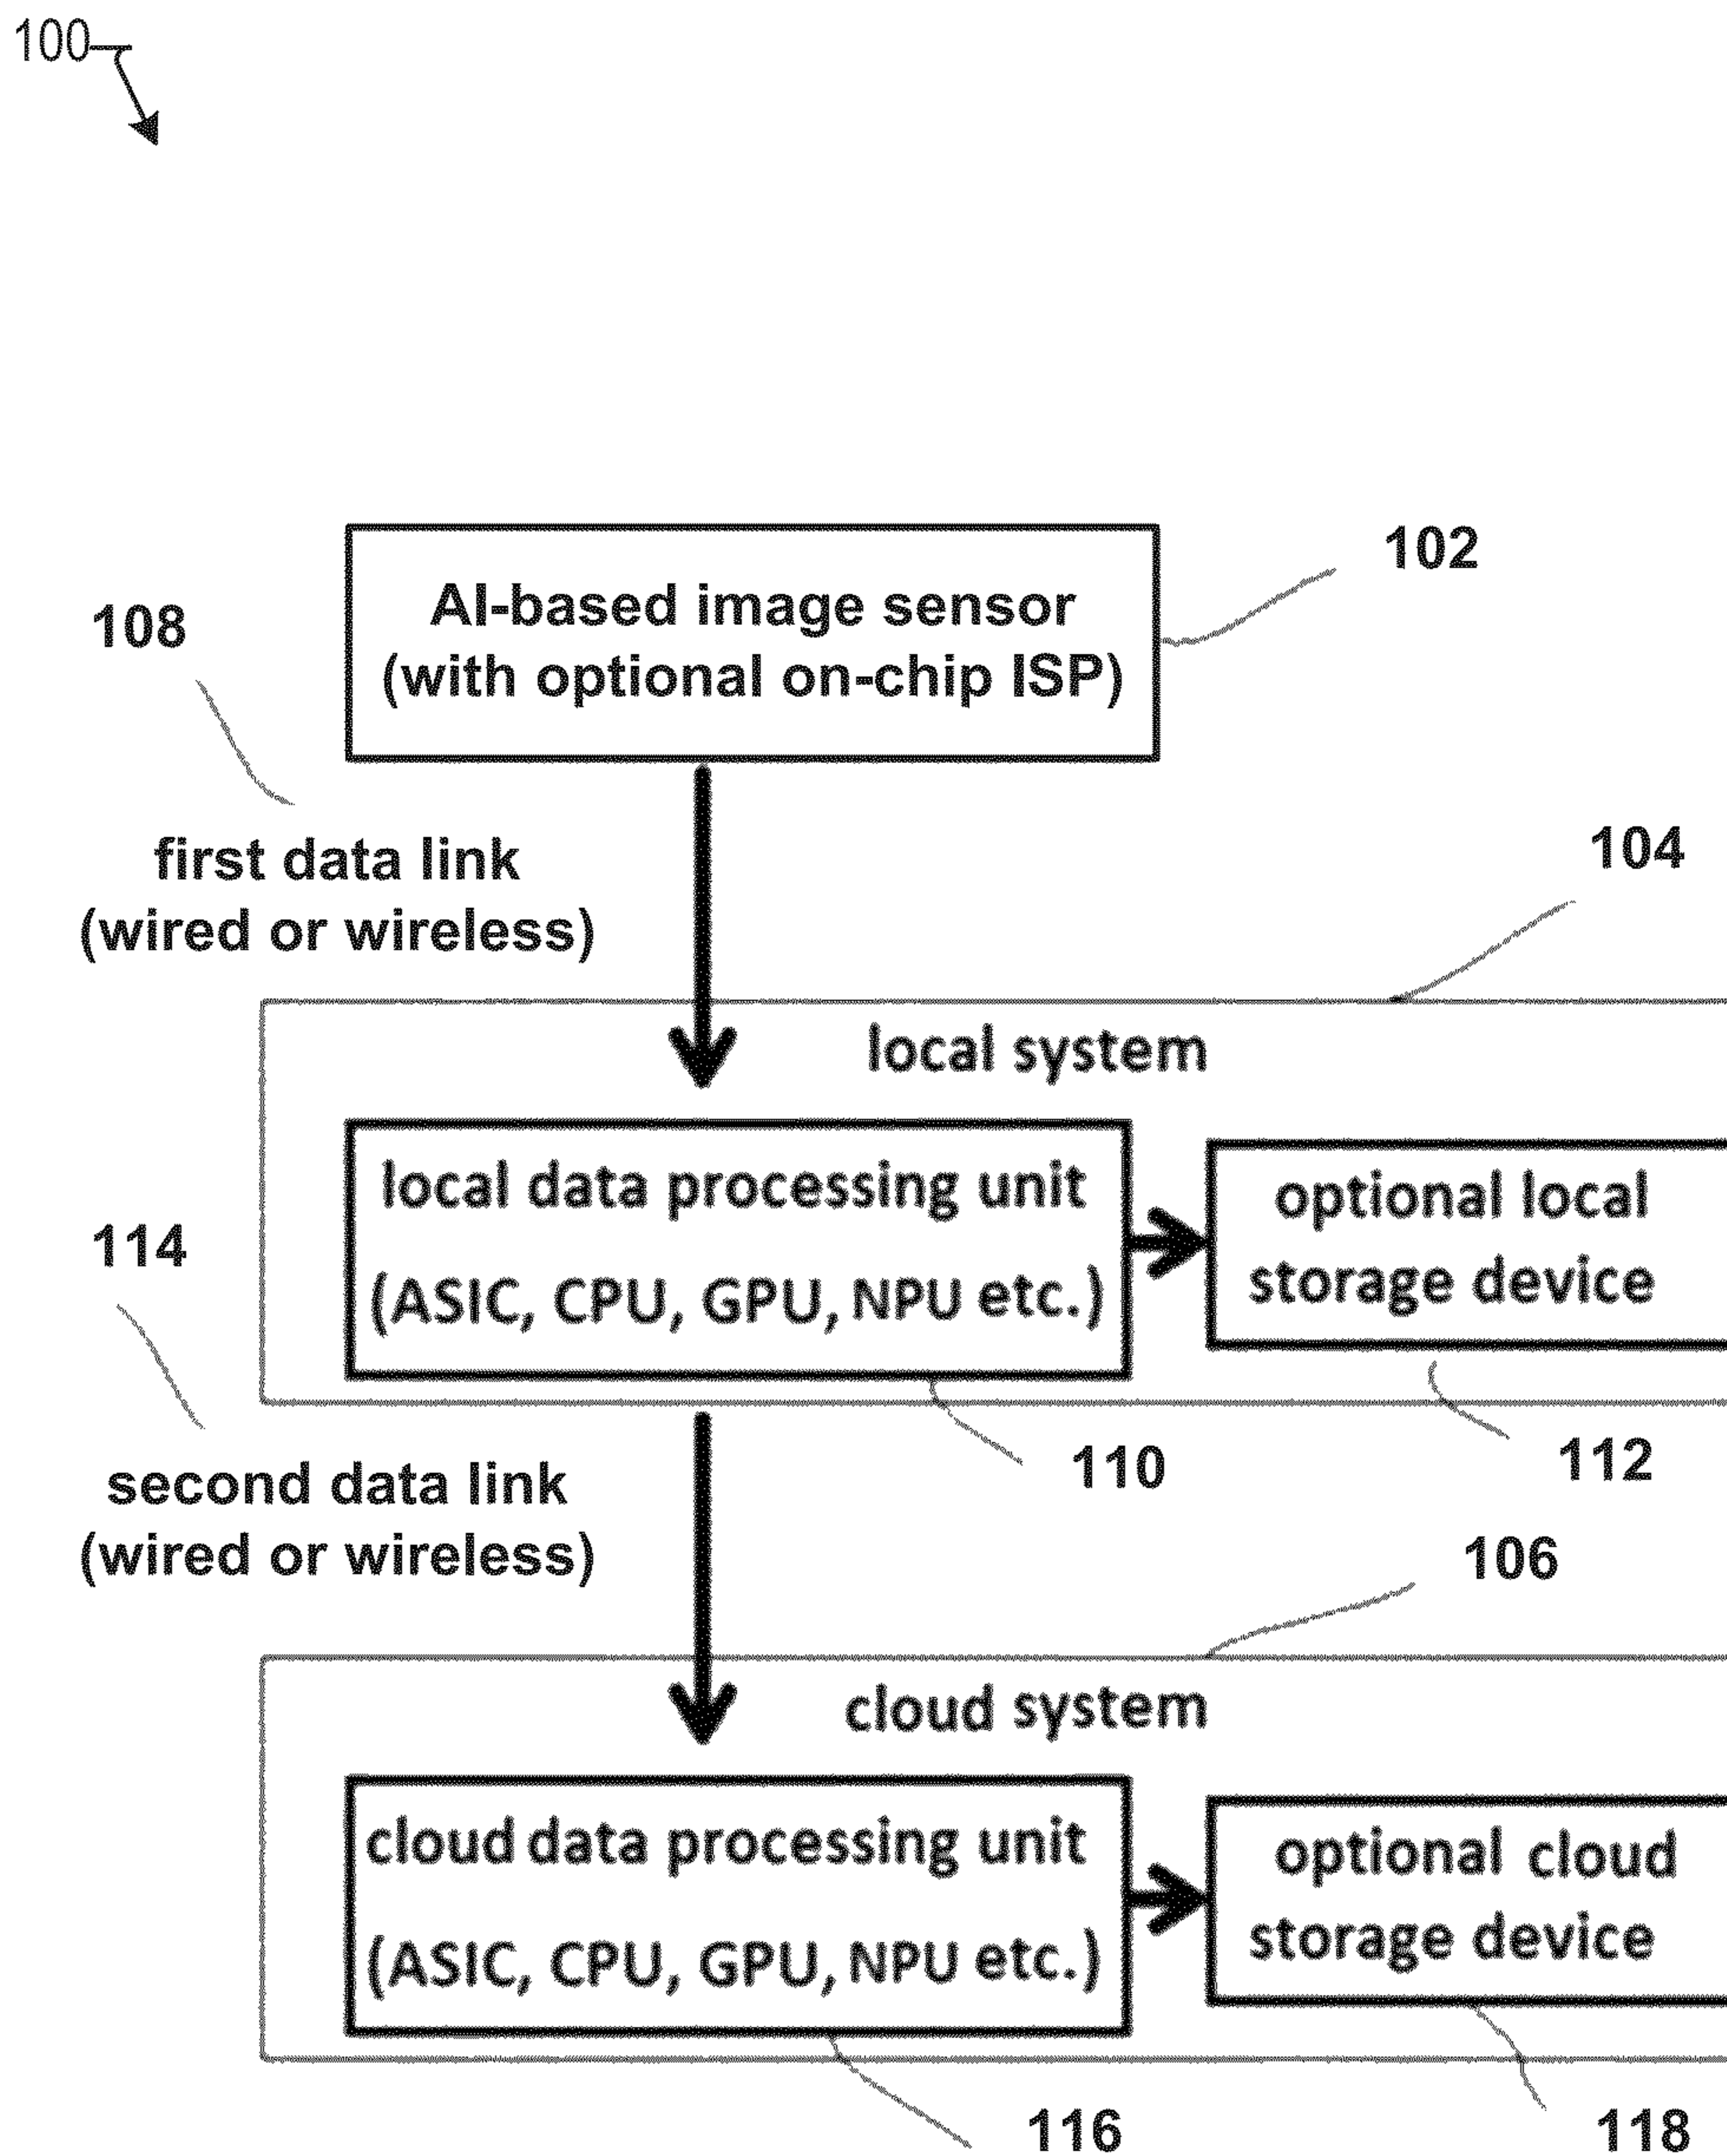 100
102
AI-based image sensor
(with optional on-chip ISP)
108
first data link
(wired or wireless)
104
local system
local data processing unit
(ASIC, CPU, GPU, NPU etc.)
optional local
storage device
114
110
112
second data link
(wired or wireless)
106
cloud system
cloud data processing unit
(ASIC, CPU, GPU, NPU etc.)
optional cloud
storage device
116
118